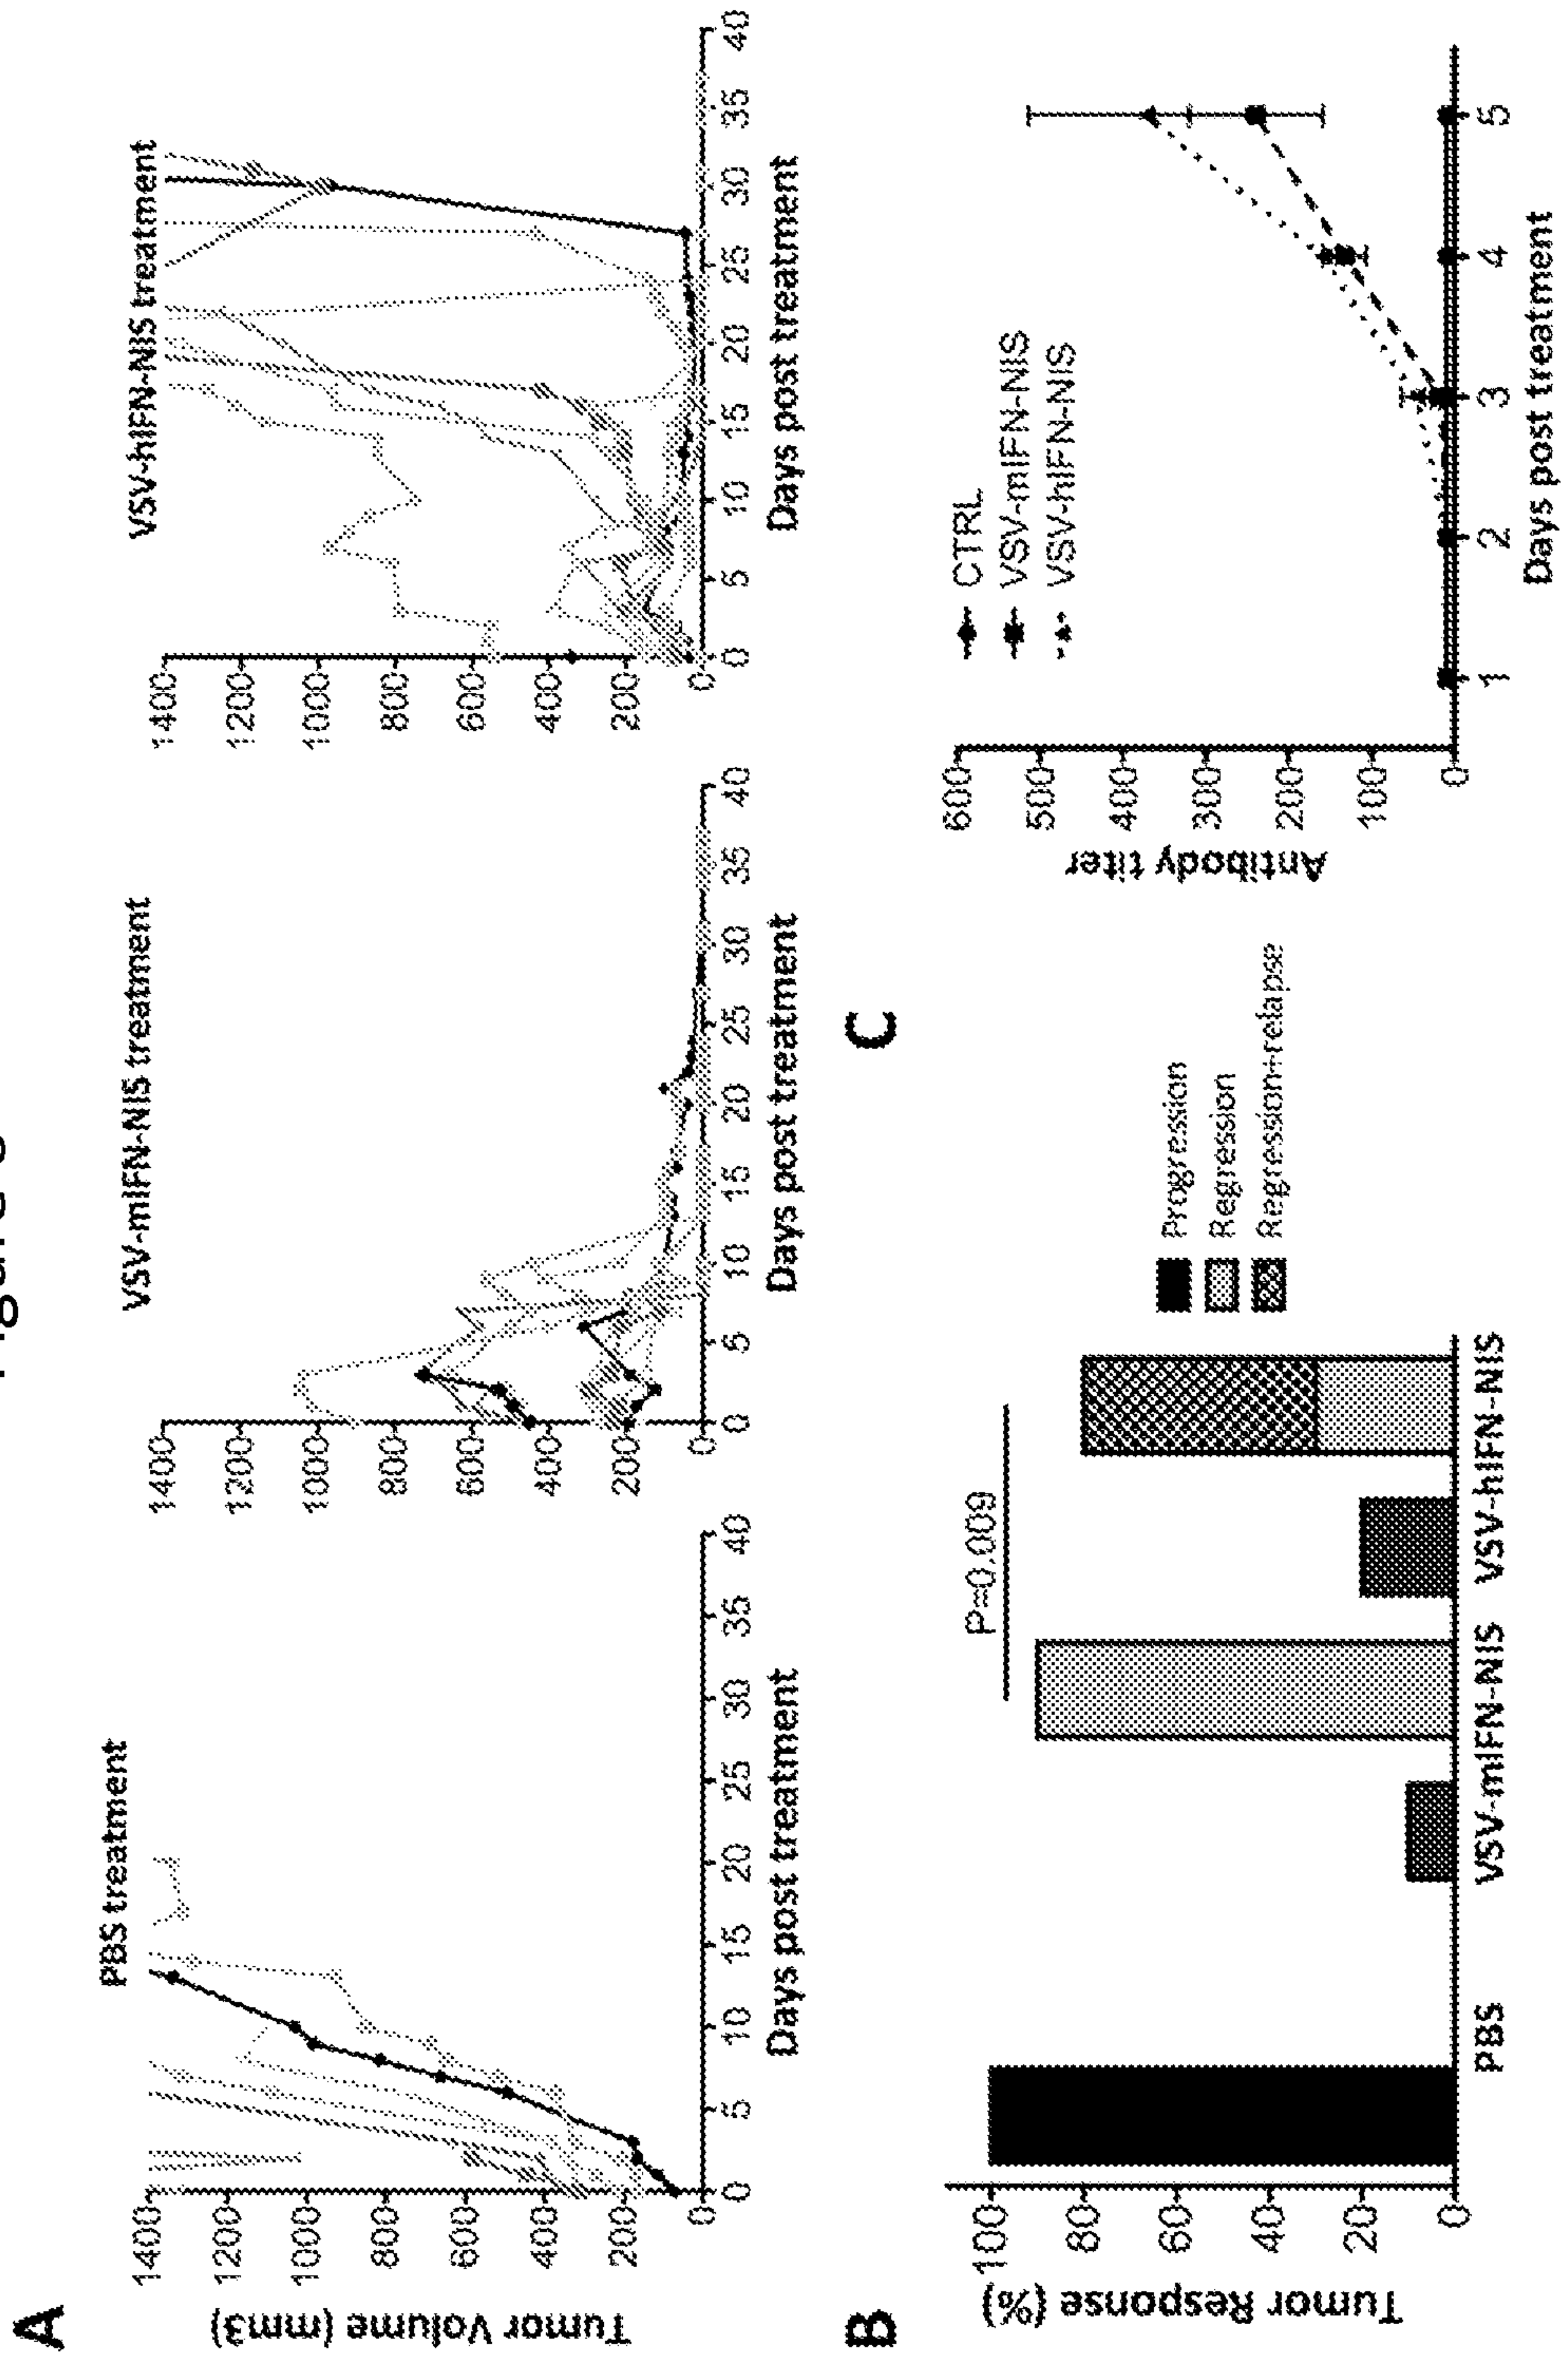 A
PBS treatment
VSV-mIFN-NIS treatment
VSV-hIFN-NIS treatment
Tumor Volume (mm3)
1400
1200
1000
800
600
400
200
0
0 5 10 15 20 25 30 35 40
Days post treatment
1400
1200
1000
800
600
400
200
0
0 5 10 15 20 25 30 35 40
Days post treatment
1400
1200
1000
800
600
400
200
0
0 5 10 15 20 25 30 35 40
Days post treatment
B
Tumor Response (%)
100
80
60
40
20
0
P=0.009
PBS VSV-mIFN-NIS VSV-hIFN-NIS
Progression
Regression
Regression+relapse
C
Antibody titer
600
500
400
300
200
100
0
CTRL
VSV-mIFN-NIS
VSV-hIFN-NIS
1 2 3 4 5
Days post treatment